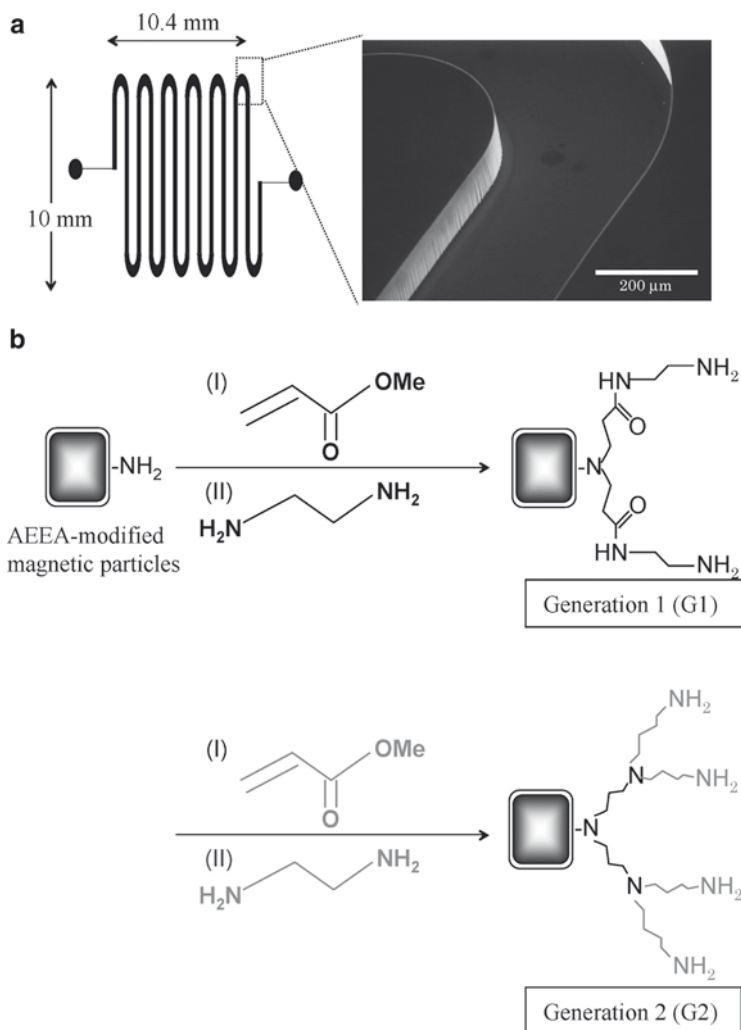 a
10.4 mm
10 mm
200 µm
b
(I)
OMe
O
-NH₂
(II)
H₂N
NH₂
AEEA-modified
magnetic particles
NH₂
HN
O
-N
O
HN
NH₂
Generation 1 (G1)
(I)
OMe
O
(II)
H₂N
NH₂
NH₂
N
NH₂
-N
N
NH₂
NH₂
Generation 2 (G2)